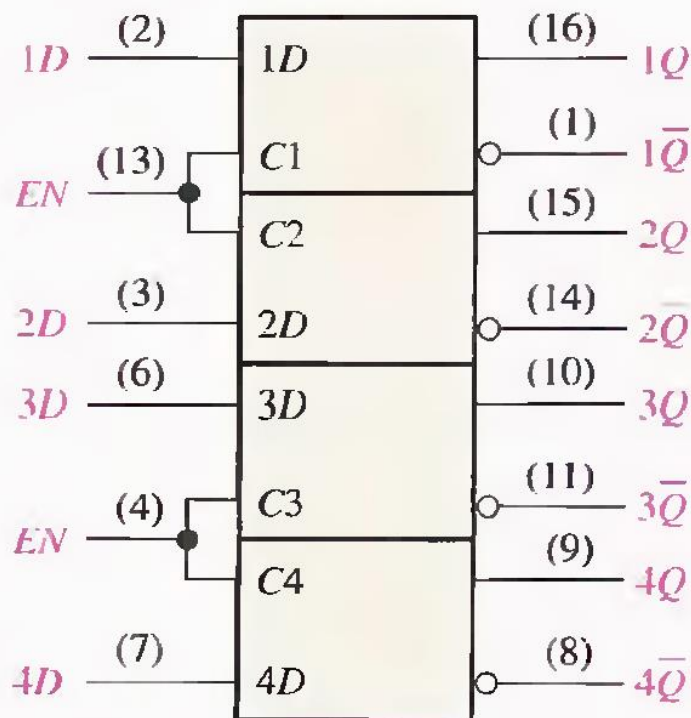 1D (2) 1D (16) 1Q
EN (13) C1 (1) 1Q̅
C2 (15) 2Q
2D (3) 2D (14) 2Q̅
3D (6) 3D (10) 3Q
EN (4) C3 (11) 3Q̅
C4 (9) 4Q
4D (7) 4D (8) 4Q̅